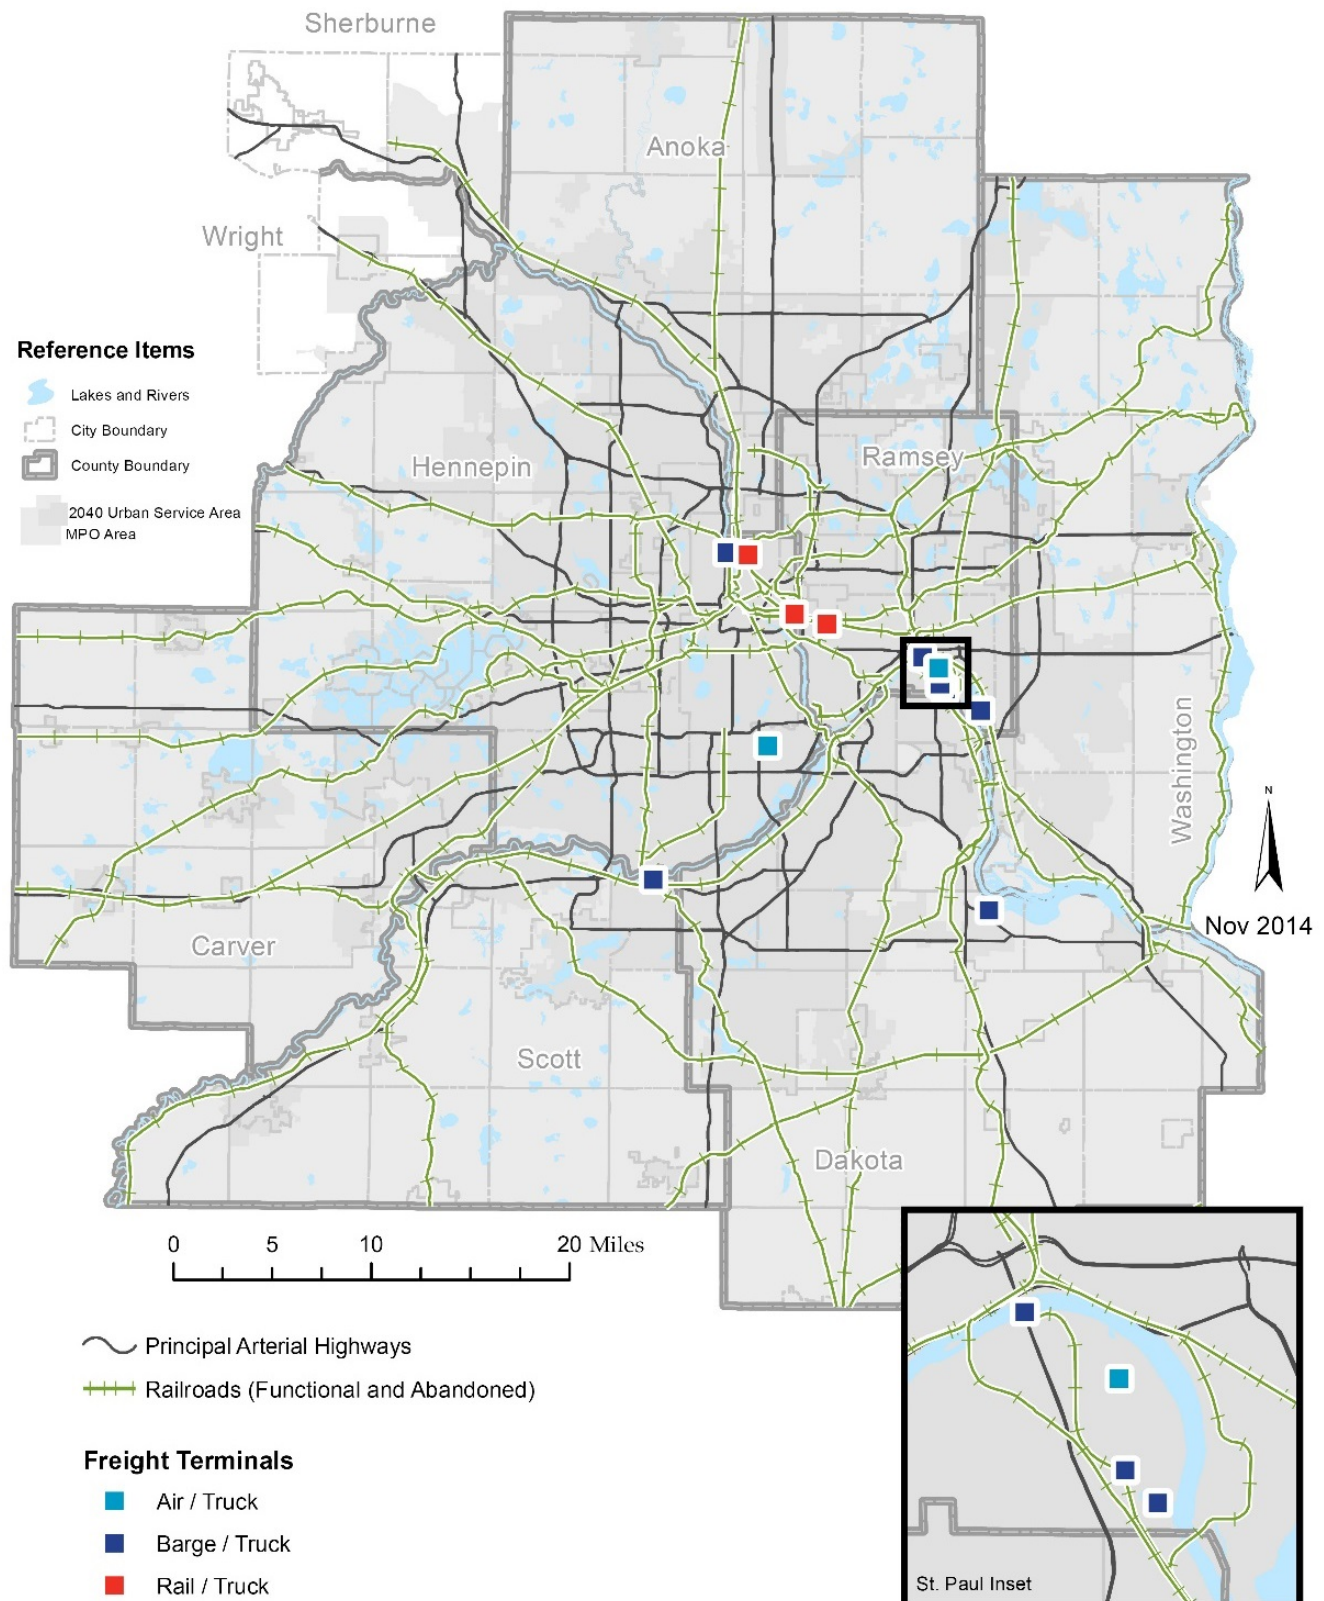 Sherburne
Anoka
Wright
Reference Items
Lakes and Rivers
City Boundary
County Boundary
2040 Urban Service Area
MPO Area
Hennepin
Ramsey
Washington
N
Nov 2014
Carver
Scott
Dakota
0 5 10 20 Miles
Principal Arterial Highways
Railroads (Functional and Abandoned)
Freight Terminals
Air / Truck
Barge / Truck
Rail / Truck
St. Paul Inset